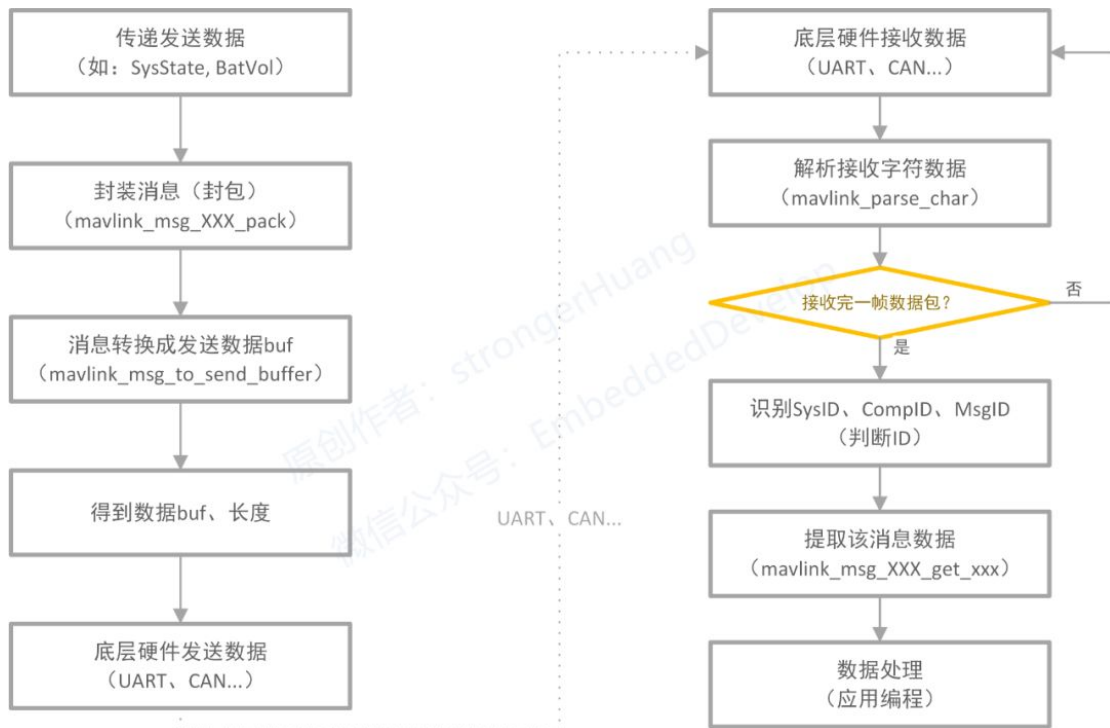 传递发送数据
（如：SysState, BatVol）
封装消息（封包）
（mavlink_msg_XXX_pack）
消息转换成发送数据buf
（mavlink_msg_to_send_buffer）
得到数据buf、长度
底层硬件发送数据
（UART、CAN...）
UART、CAN...
底层硬件接收数据
（UART、CAN...）
解析接收字符数据
（mavlink_parse_char）
接收完一帧数据包？
否
是
识别SysID、CompID、MsgID
（判断ID）
提取该消息数据
（mavlink_msg_XXX_get_xxx）
数据处理
（应用编程）
原创作者：strongerHuang
微信公众号：EmbeddedDevelop